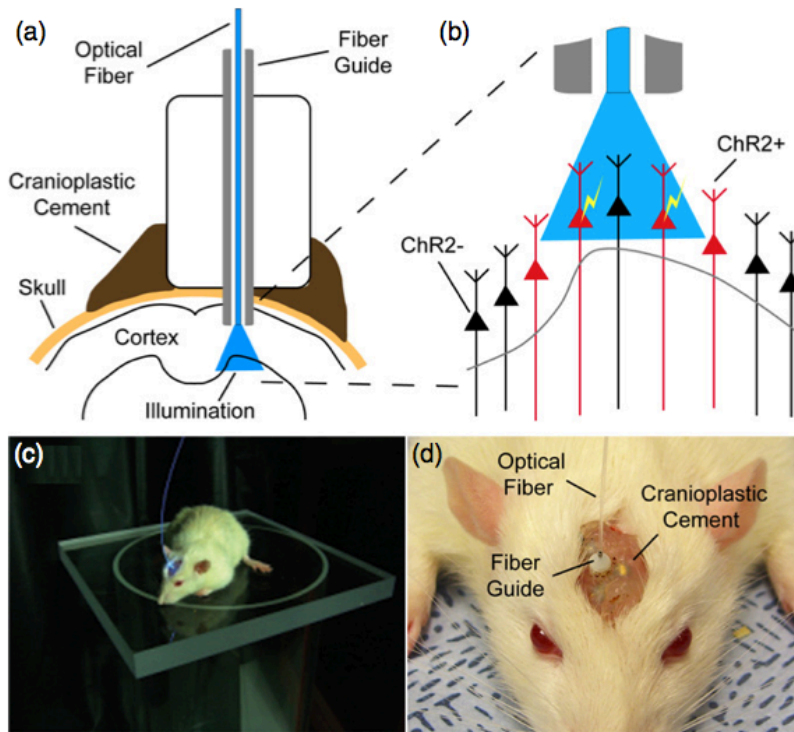 (a)
Optical
Fiber
Fiber
Guide
Cranioplastic
Cement
Skull
Cortex
Illumination
(b)
ChR2+
ChR2-
(c)
(d)
Optical
Fiber
Cranioplastic
Cement
Fiber
Guide